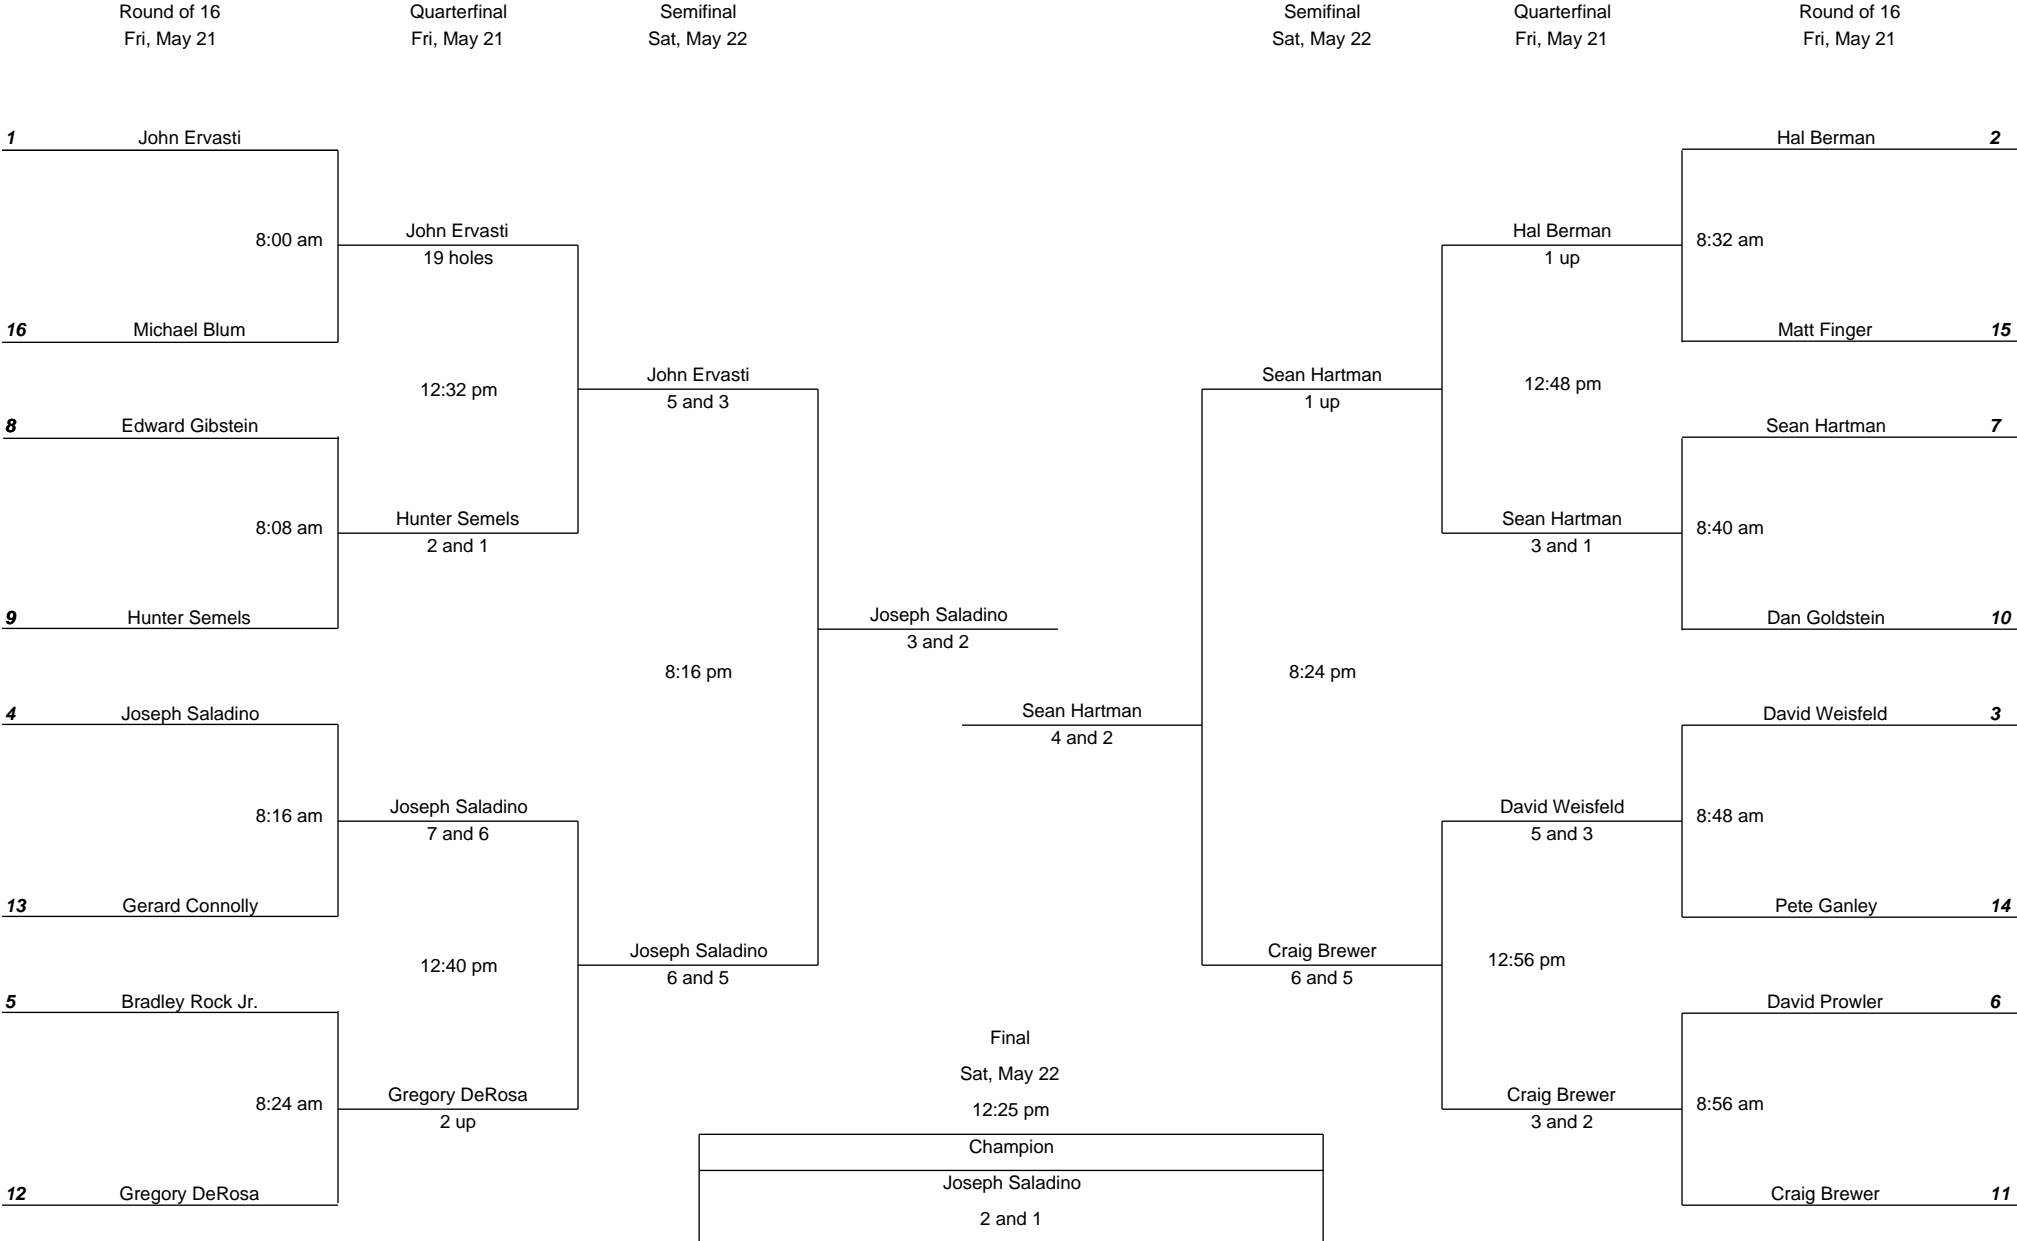 Round of 16
Fri, May 21
Quarterfinal
Fri, May 21
Semifinal
Sat, May 22
Semifinal
Sat, May 22
Quarterfinal
Fri, May 21
Round of 16
Fri, May 21
1 John Ervasti
8:00 am
16 Michael Blum
8 Edward Gibstein
8:08 am
9 Hunter Semels
4 Joseph Saladino
8:16 am
13 Gerard Connolly
5 Bradley Rock Jr.
8:24 am
12 Gregory DeRosa
John Ervasti
19 holes
12:32 pm
Hunter Semels
2 and 1
Joseph Saladino
7 and 6
12:40 pm
Gregory DeRosa
2 up
John Ervasti
5 and 3
8:16 pm
Joseph Saladino
6 and 5
Joseph Saladino
3 and 2
Sean Hartman
4 and 2
Final
Sat, May 22
12:25 pm
Champion
Joseph Saladino
2 and 1
Sean Hartman
1 up
8:24 pm
Craig Brewer
6 and 5
Hal Berman
1 up
12:48 pm
Sean Hartman
3 and 1
David Weisfeld
5 and 3
12:56 pm
Craig Brewer
3 and 2
Hal Berman 2
8:32 am
Matt Finger 15
Sean Hartman 7
8:40 am
Dan Goldstein 10
David Weisfeld 3
8:48 am
Pete Ganley 14
David Prowler 6
8:56 am
Craig Brewer 11